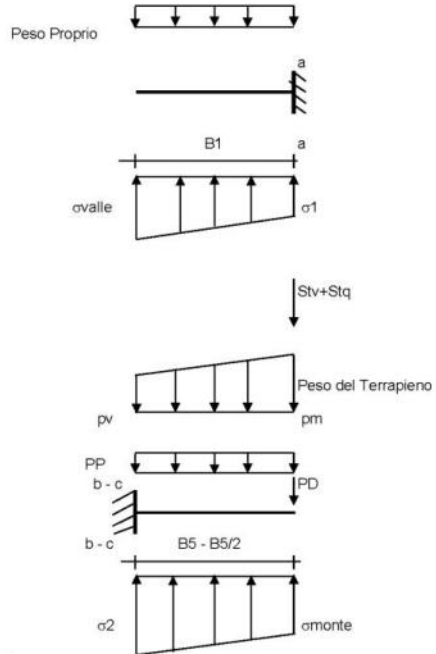 Peso Proprio
a
B1 a
σvalle σ1
Stv+Stq
Peso del Terrapieno
pv pm
PP
b - c PD
b - c B5 - B5/2
σ2 σmonte